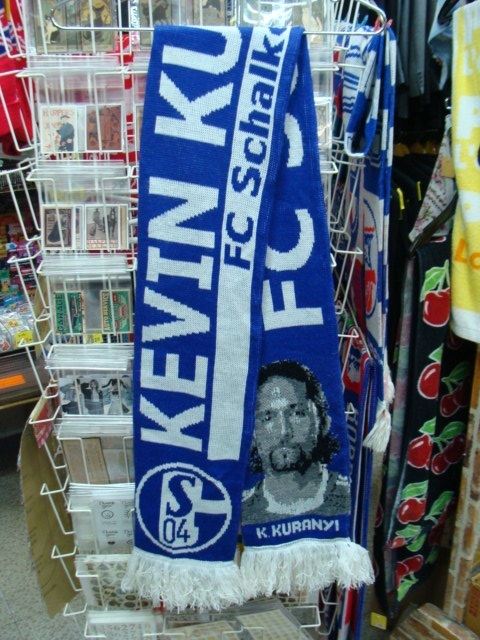 KEVIN KU
FC Schalke
FC
S
04
K.KURANYI